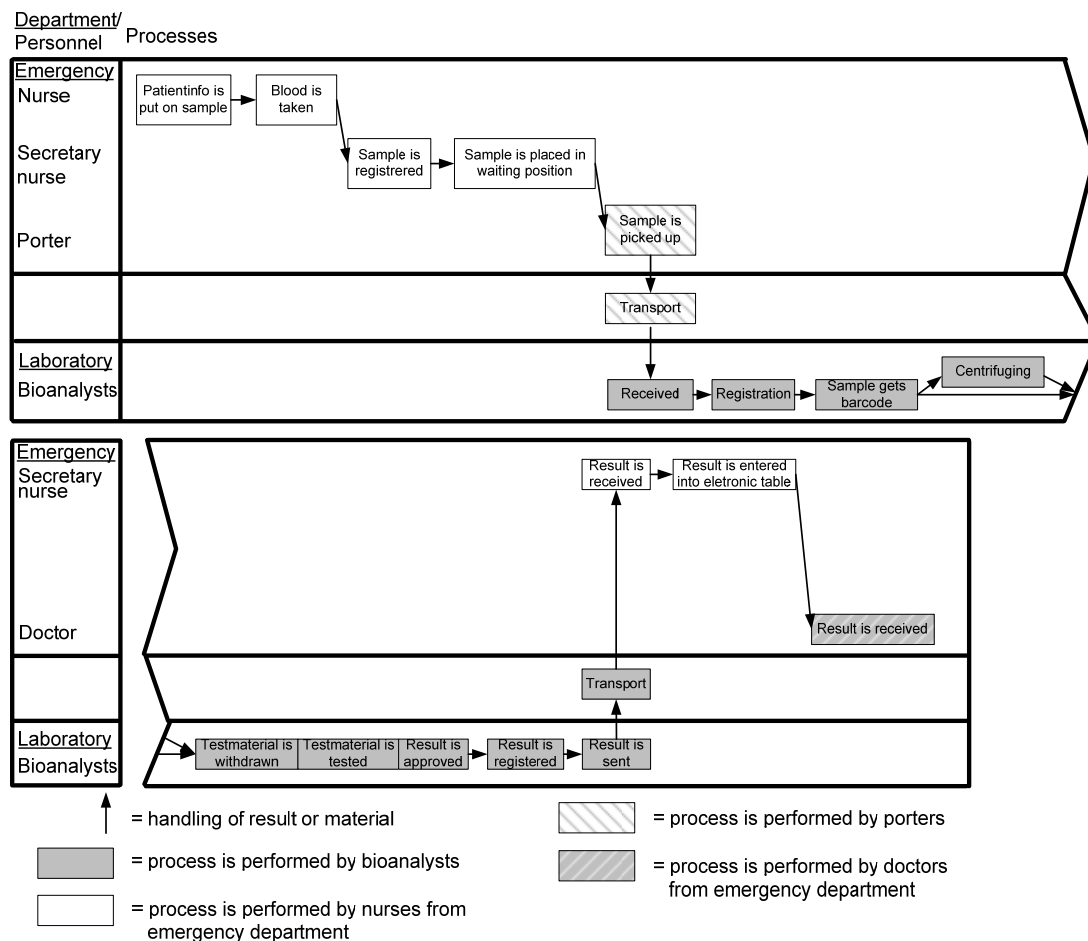 Department/
Personnel
Processes
Emergency
Nurse
Patientinfo is
put on sample
Blood is
taken
Secretary
nurse
Sample is
registrered
Sample is placed in
waiting position
Porter
Sample is
picked up
Transport
Laboratory
Bioanalysts
Received
Registration
Sample gets
barcode
Centrifuging
Emergency
Secretary
nurse
Result is
received
Result is entered
into eletronic table
Doctor
Result is received
Transport
Laboratory
Bioanalysts
Testmaterial is
withdrawn
Testmaterial is
tested
Result is
approved
Result is
registered
Result is
sent
= handling of result or material
= process is performed by bioanalysts
= process is performed by nurses from
emergency department
= process is performed by porters
= process is performed by doctors
from emergency department